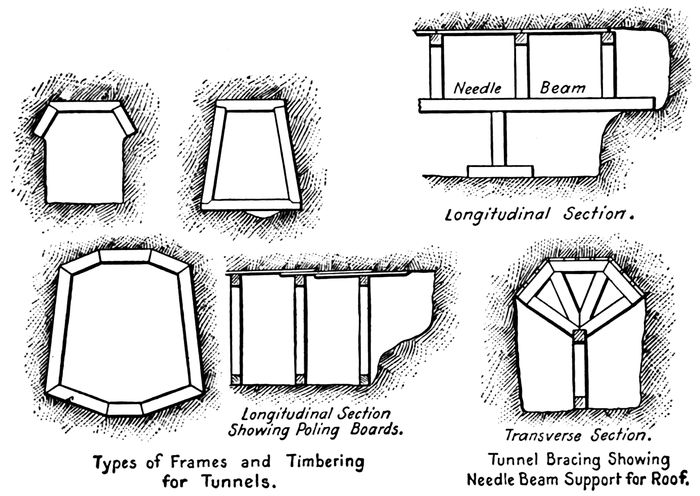 Needle Beam
Longitudinal Section.
Longitudinal Section
Showing Poling Boards.
Types of Frames and Timbering
for Tunnels.
Transverse Section.
Tunnel Bracing Showing
Needle Beam Support for Roof.